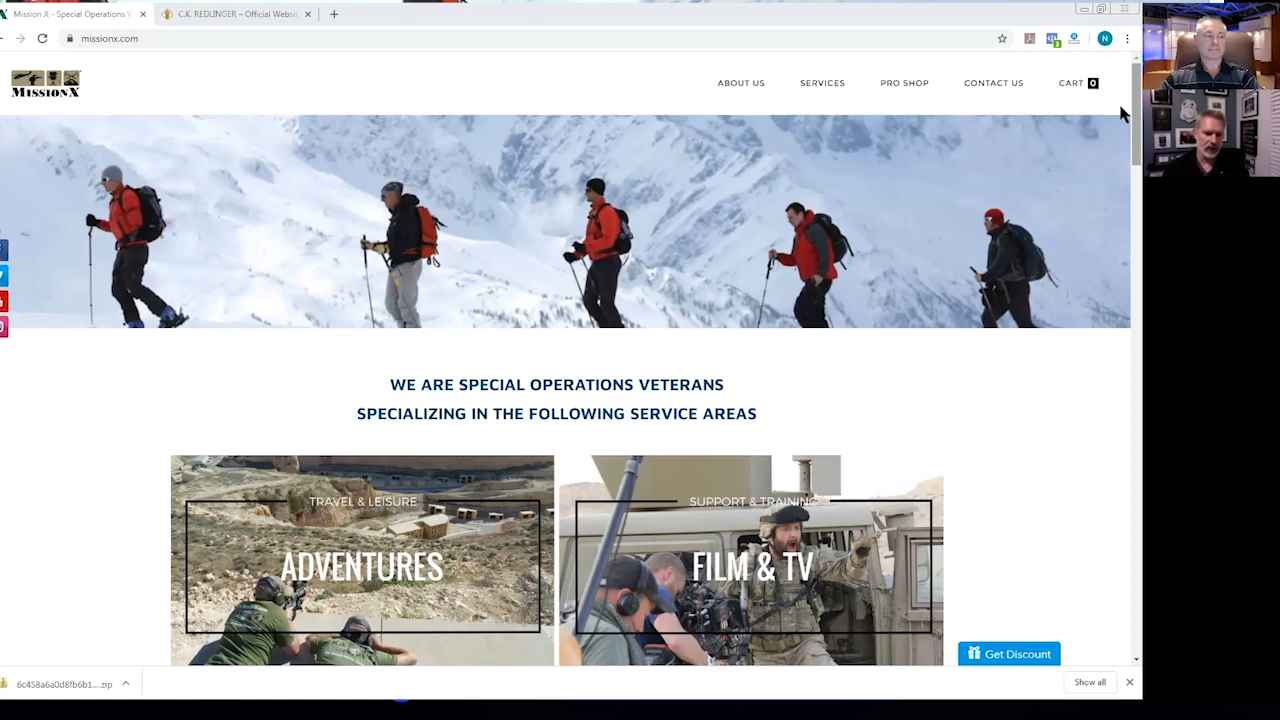 Mission X - Special Operations V
C.K. REDLINGER – Official Websit
missionx.com
N
MISSIONX
ABOUT US
SERVICES
PRO SHOP
CONTACT US
CART 0
WE ARE SPECIAL OPERATIONS VETERANS
SPECIALIZING IN THE FOLLOWING SERVICE AREAS
TRAVEL & LEISURE
ADVENTURES
SUPPORT & TRAINING
FILM & TV
Get Discount
6c458a6a0d8fb6b1....zip
Show all